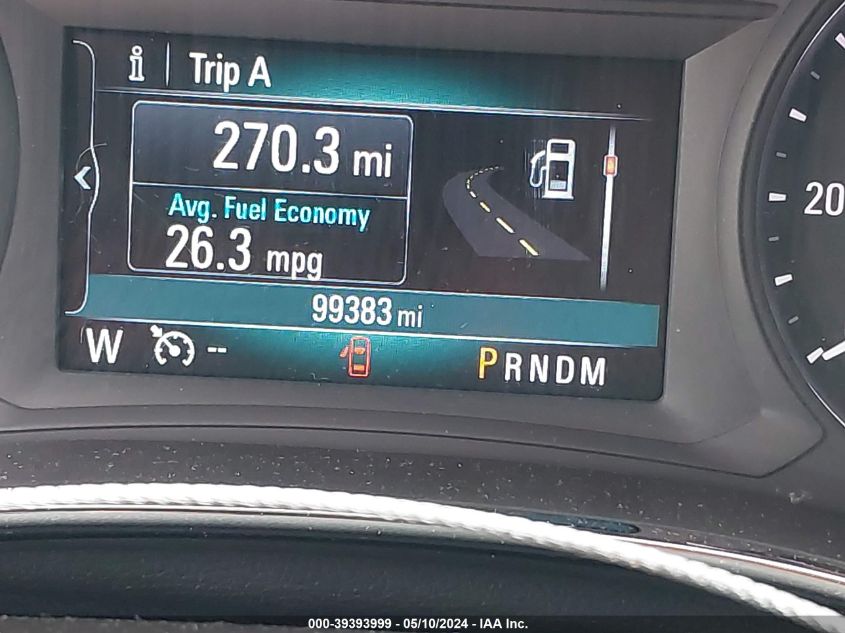 i Trip A
270.3 mi
Avg. Fuel Economy
26.3 mpg
99383 mi
W -- PRNDM
20
000-39393999 - 05/10/2024 - IAA Inc.